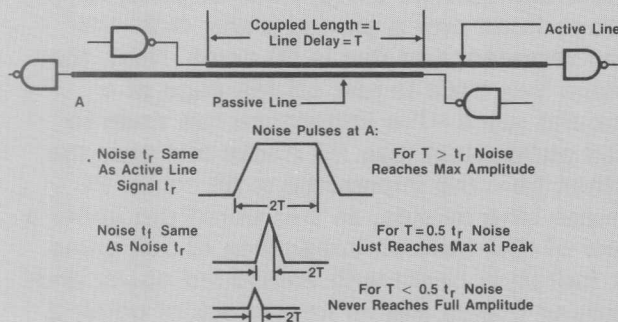 Coupled Length = L
Line Delay = T
Active Line
A
Passive Line
Noise Pulses at A:
Noise tr Same
As Active Line
Signal tr
2T
For T > tr Noise
Reaches Max Amplitude
Noise tf Same
As Noise tr
2T
For T = 0.5 tr Noise
Just Reaches Max at Peak
2T
For T < 0.5 tr Noise
Never Reaches Full Amplitude